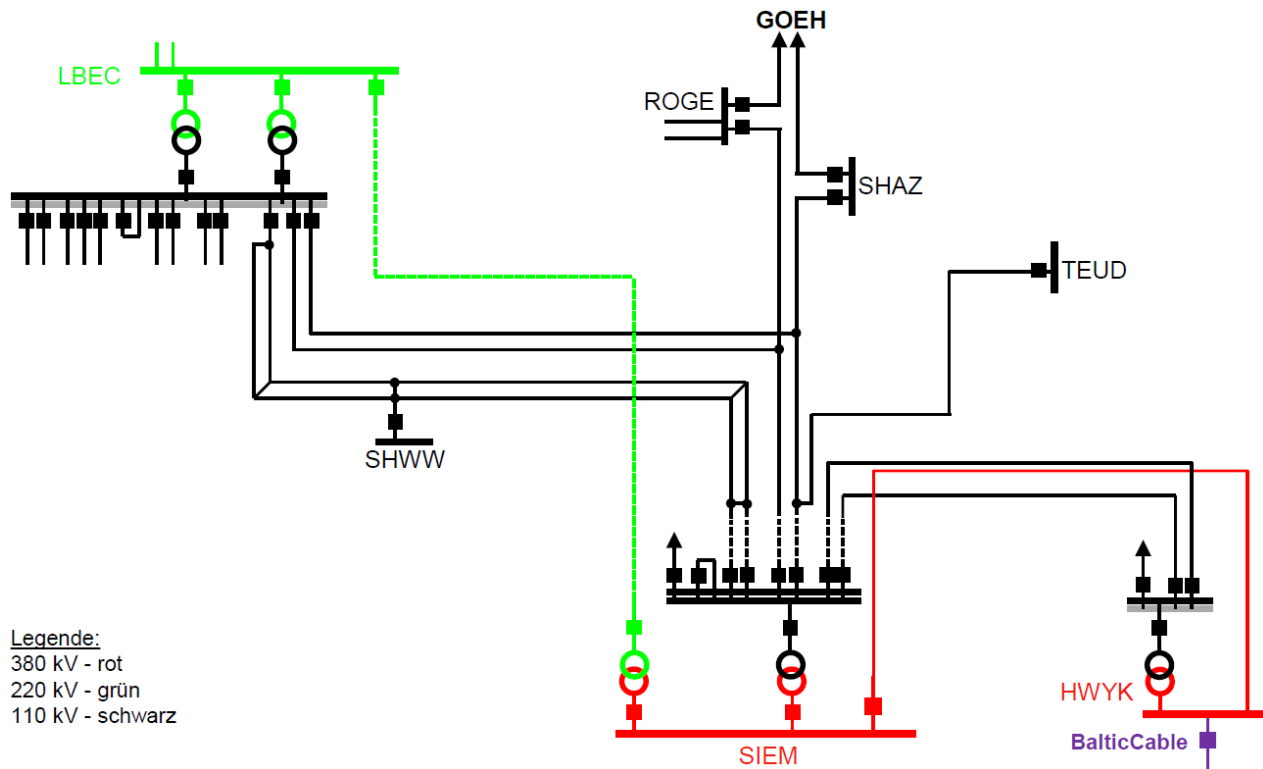 GOEH
LBEC
ROGE
SHAZ
TEUD
SHWW
Legende:
380 kV - rot
220 kV - grün
110 kV - schwarz
HWYK
SIEM
BalticCable